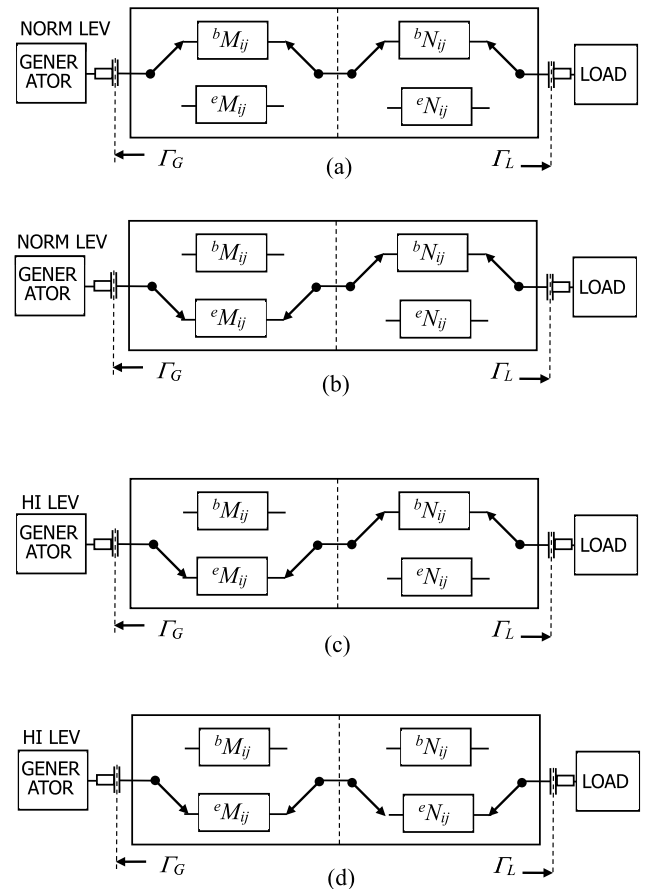 NORM LEV
GENER
ATOR
ᵇMᵢⱼ
ᵇNᵢⱼ
ᵉMᵢⱼ
ᵉNᵢⱼ
LOAD
Γ_G
(a)
Γ_L
NORM LEV
GENER
ATOR
ᵇMᵢⱼ
ᵇNᵢⱼ
ᵉMᵢⱼ
ᵉNᵢⱼ
LOAD
Γ_G
(b)
Γ_L
HI LEV
GENER
ATOR
ᵇMᵢⱼ
ᵇNᵢⱼ
ᵉMᵢⱼ
ᵉNᵢⱼ
LOAD
Γ_G
(c)
Γ_L
HI LEV
GENER
ATOR
ᵇMᵢⱼ
ᵇNᵢⱼ
ᵉMᵢⱼ
ᵉNᵢⱼ
LOAD
Γ_G
(d)
Γ_L